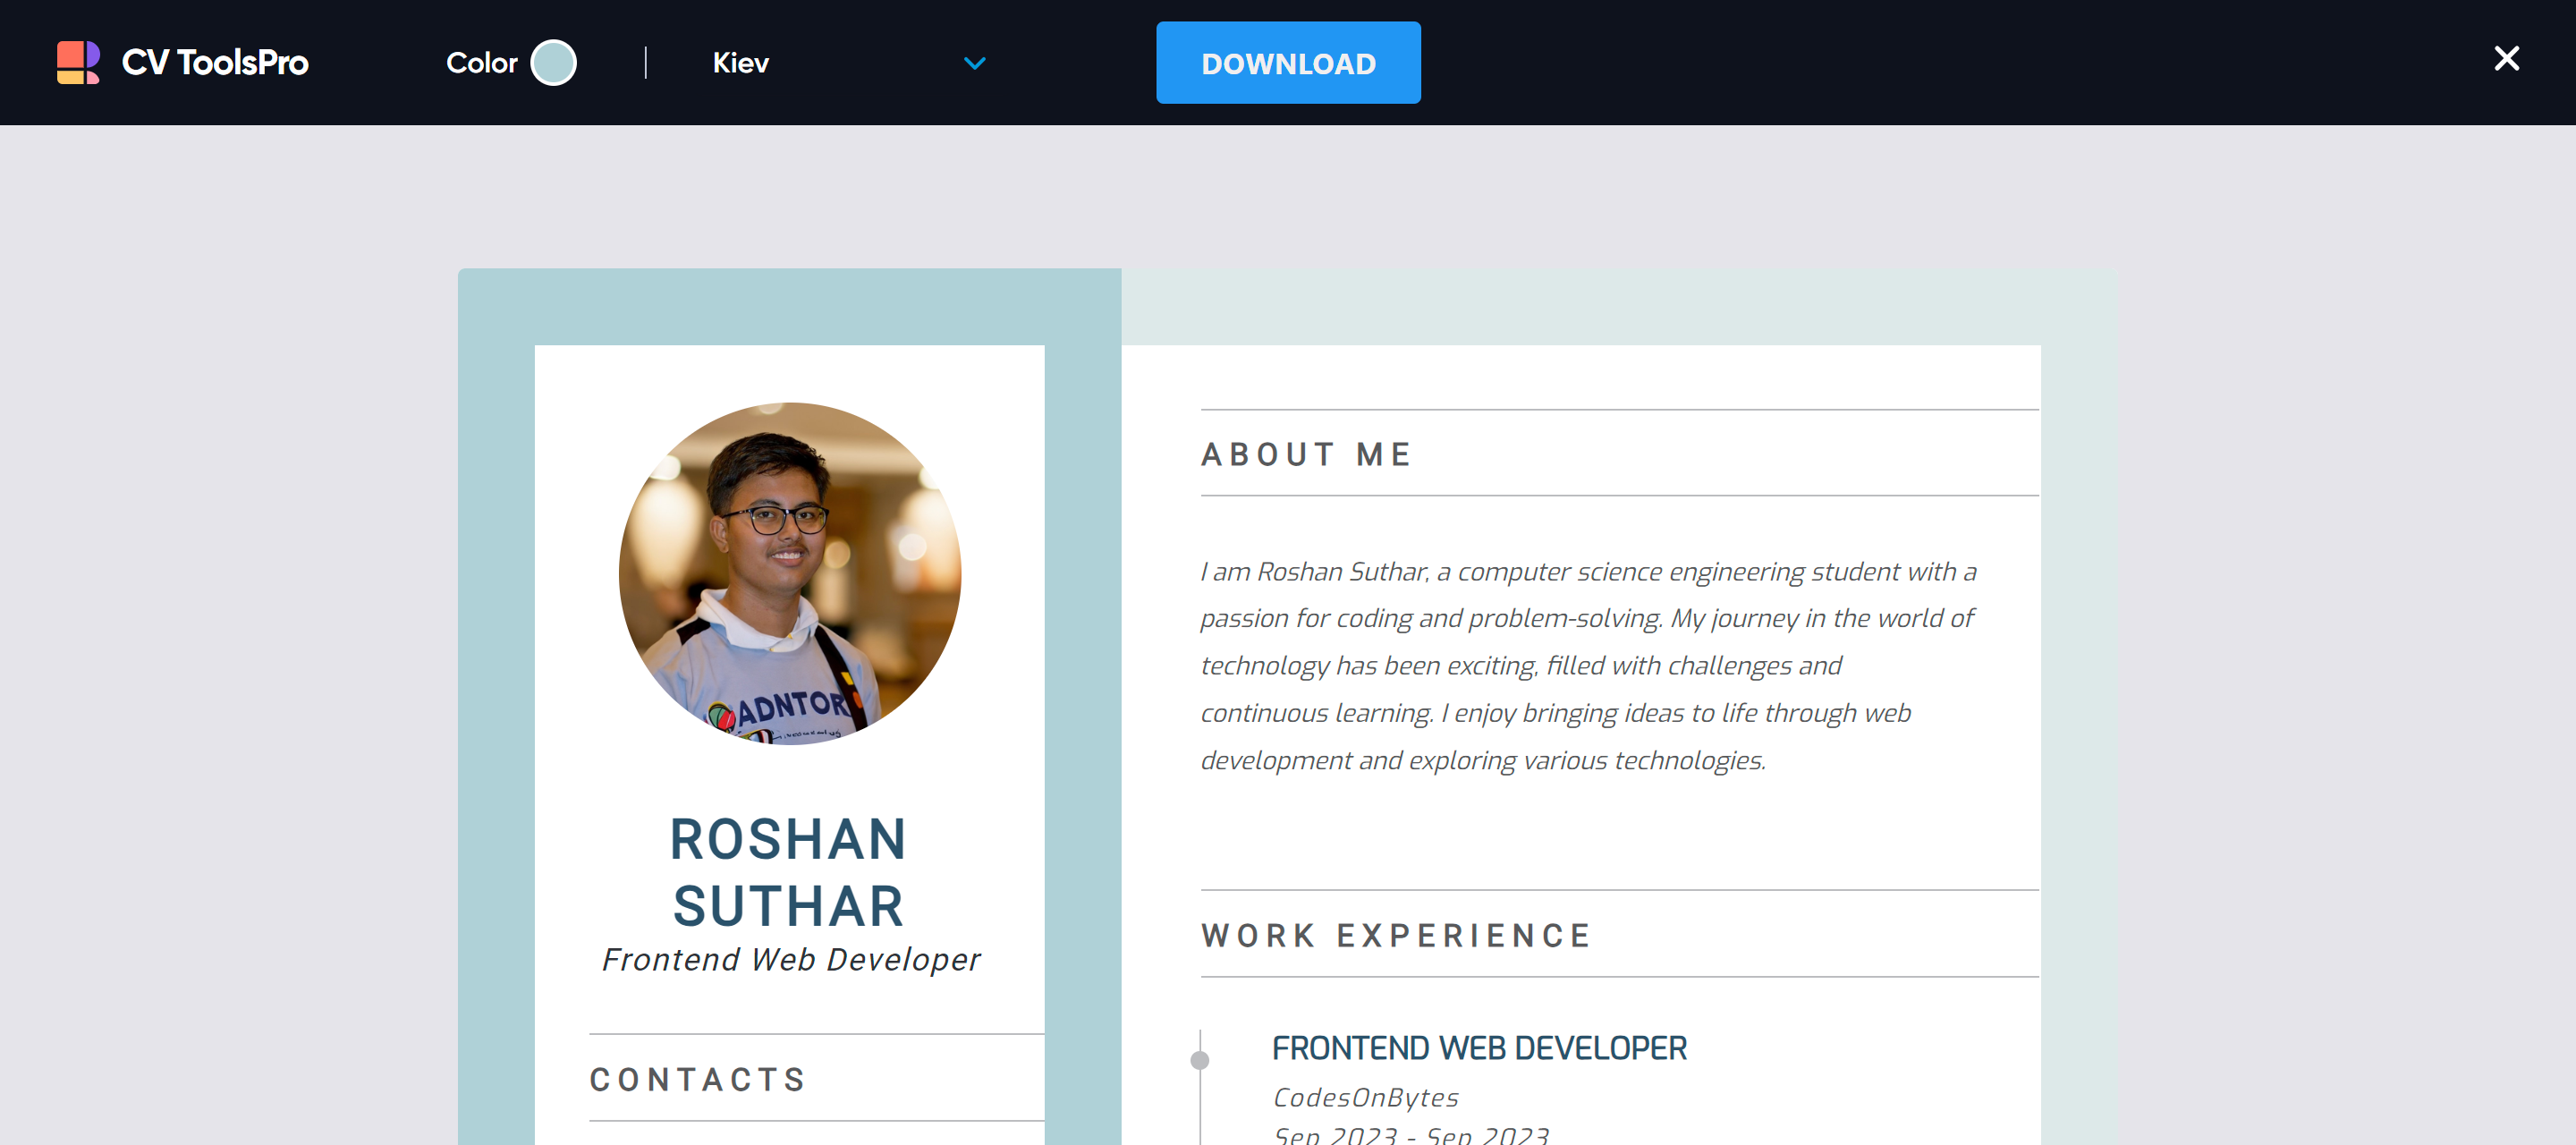 CV ToolsPro
Color
Kiev
DOWNLOAD
ADNTOR
ROSHAN
SUTHAR
Frontend Web Developer
CONTACTS
ABOUT ME
I am Roshan Suthar, a computer science engineering student with a
passion for coding and problem-solving. My journey in the world of
technology has been exciting, filled with challenges and
continuous learning. I enjoy bringing ideas to life through web
development and exploring various technologies.
WORK EXPERIENCE
FRONTEND WEB DEVELOPER
CodesOnBytes
Sep 2023 - Sep 2023